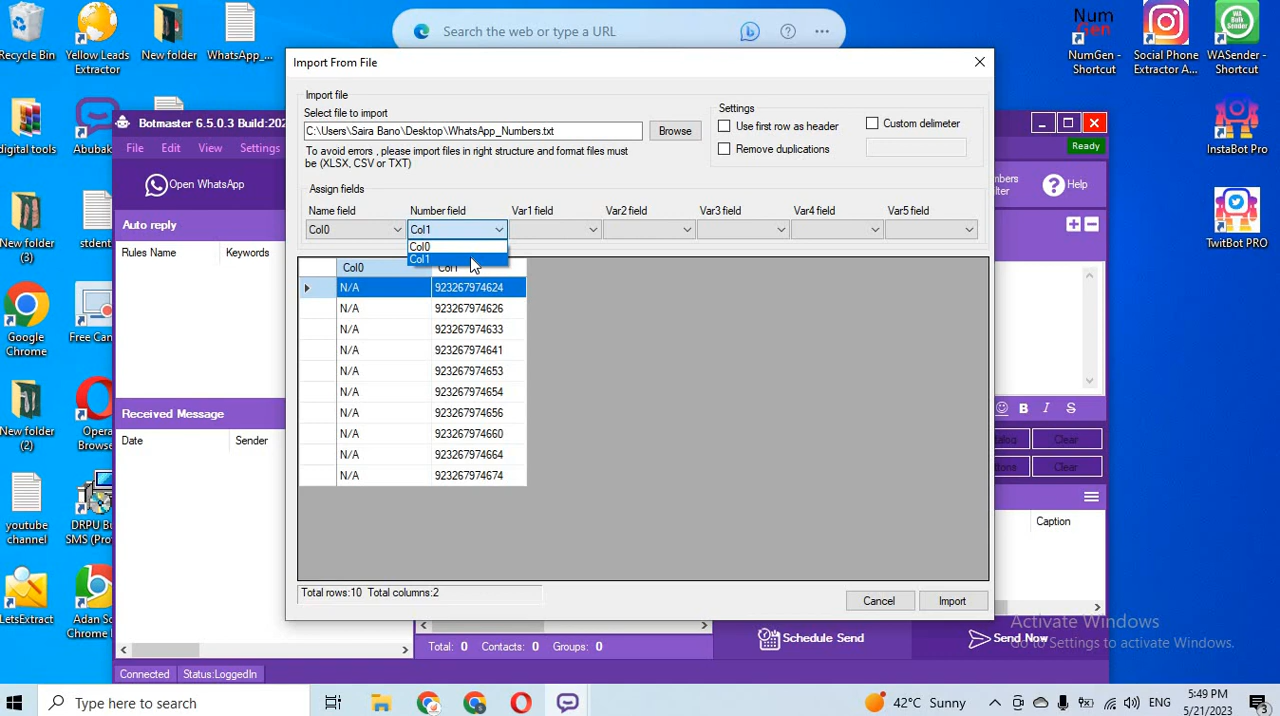 Recycle Bin
Yellow Leads
Extractor
New folder
WhatsApp_...
Search the web or type a URL
NumGen -
Shortcut
Social Phone
Extractor A...
WASender -
Shortcut
WA
Bulk
Sender
digital tools
Abubak
New folder
(3)
stdent
Google
Chrome
Free Can
New folder
(2)
Opera
Browse
youtube
channel
DRPU Bu
SMS (Prof
LetsExtract
Adan So
Chrome
InstaBot Pro
TwitBot PRO
Botmaster 6.5.0.3 Build:202
File Edit View Settings
Ready
Open WhatsApp
Help
Auto reply
Rules Name Keywords
Received Message
Date Sender
Import From File
Import file
Select file to import
C:\Users\Saira Bano\Desktop\WhatsApp_Numbers.txt
Browse
To avoid errors , please import files in right structure and format files must
be (XLSX, CSV or TXT)
Settings
Use first row as header
Custom delimeter
Remove duplications
Assign fields
Name field Number field Var1 field Var2 field Var3 field Var4 field Var5 field
Col0 Col1
Col0
Col1
Col0 Col1
N/A 923267974624
N/A 923267974626
N/A 923267974633
N/A 923267974641
N/A 923267974653
N/A 923267974654
N/A 923267974656
N/A 923267974660
N/A 923267974664
N/A 923267974674
Total rows:10 Total columns:2
Cancel Import
B I S
Clear
Clear
Caption
Total: 0 Contacts: 0 Groups: 0
Schedule Send
Send Now
Connected Status:LoggedIn
Activate Windows
Go to Settings to activate Windows.
Type here to search
42°C Sunny
ENG
5:49 PM
5/21/2023
3